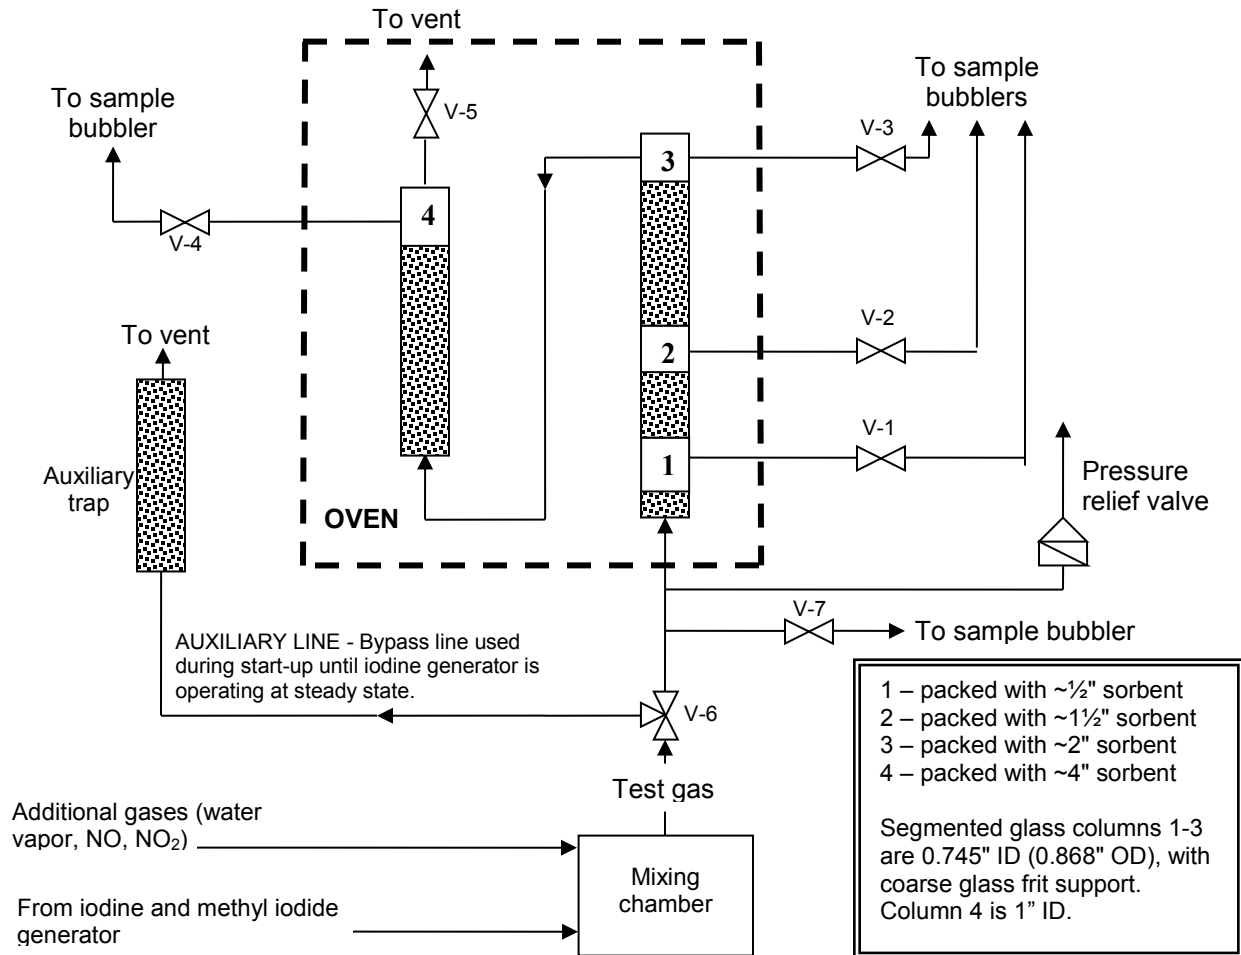 To vent
To sample
bubbler
V-5
To sample
bubblers
V-3
3
4
V-4
V-2
2
To vent
V-1
1
Auxiliary
trap
Pressure
relief valve
OVEN
V-7
To sample bubbler
AUXILIARY LINE - Bypass line used
during start-up until iodine generator is
operating at steady state.
V-6
1 – packed with ~½" sorbent
2 – packed with ~1½" sorbent
3 – packed with ~2" sorbent
4 – packed with ~4" sorbent
Segmented glass columns 1-3
are 0.745" ID (0.868" OD), with
coarse glass frit support.
Column 4 is 1” ID.
Test gas
Additional gases (water
vapor, NO, NO₂)
Mixing
chamber
From iodine and methyl iodide
generator